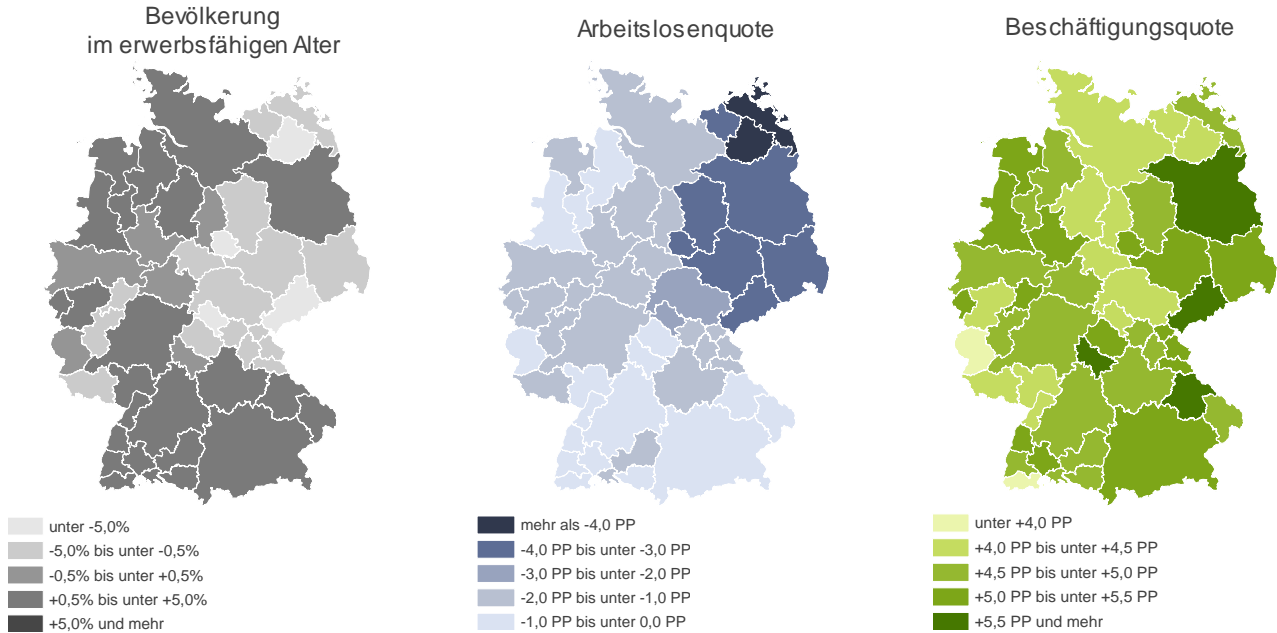 Bevölkerung
im erwerbsfähigen Alter
unter -5,0%
-5,0% bis unter -0,5%
-0,5% bis unter +0,5%
+0,5% bis unter +5,0%
+5,0% und mehr
Arbeitslosenquote
mehr als -4,0 PP
-4,0 PP bis unter -3,0 PP
-3,0 PP bis unter -2,0 PP
-2,0 PP bis unter -1,0 PP
-1,0 PP bis unter 0,0 PP
Beschäftigungsquote
unter +4,0 PP
+4,0 PP bis unter +4,5 PP
+4,5 PP bis unter +5,0 PP
+5,0 PP bis unter +5,5 PP
+5,5 PP und mehr